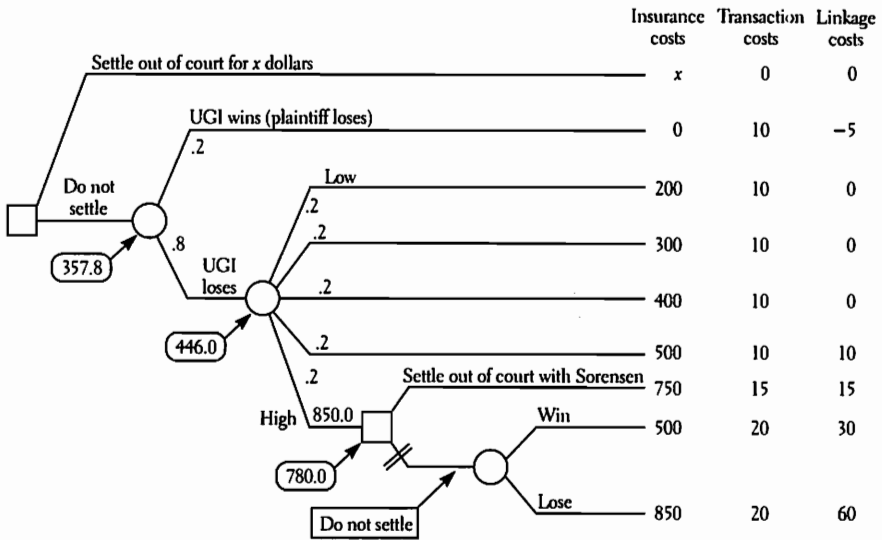 Insurance costs Transaction costs Linkage costs
Settle out of court for x dollars x 0 0
UGI wins (plaintiff loses) 0 10 −5
.2
Do not settle
Low 200 10 0
.2
.2 300 10 0
.8
357.8
UGI loses
.2 400 10 0
446.0
.2 500 10 10
.2
Settle out of court with Sorensen 750 15 15
High 850.0
Win 500 20 30
780.0
Lose 850 20 60
Do not settle